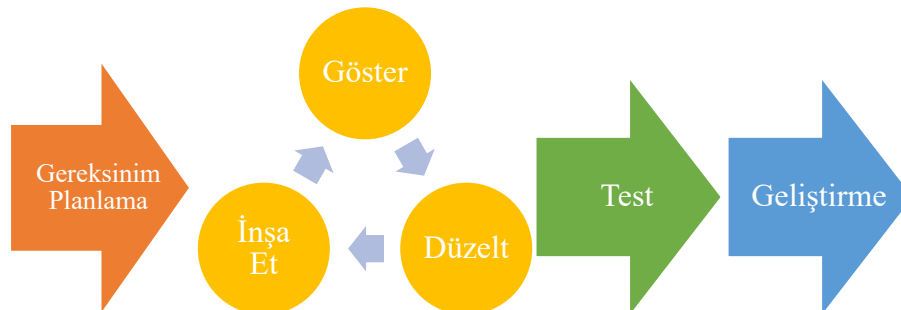 Gereksinim
Planlama
Göster
İnşa
Et
Düzelt
Test
Geliştirme